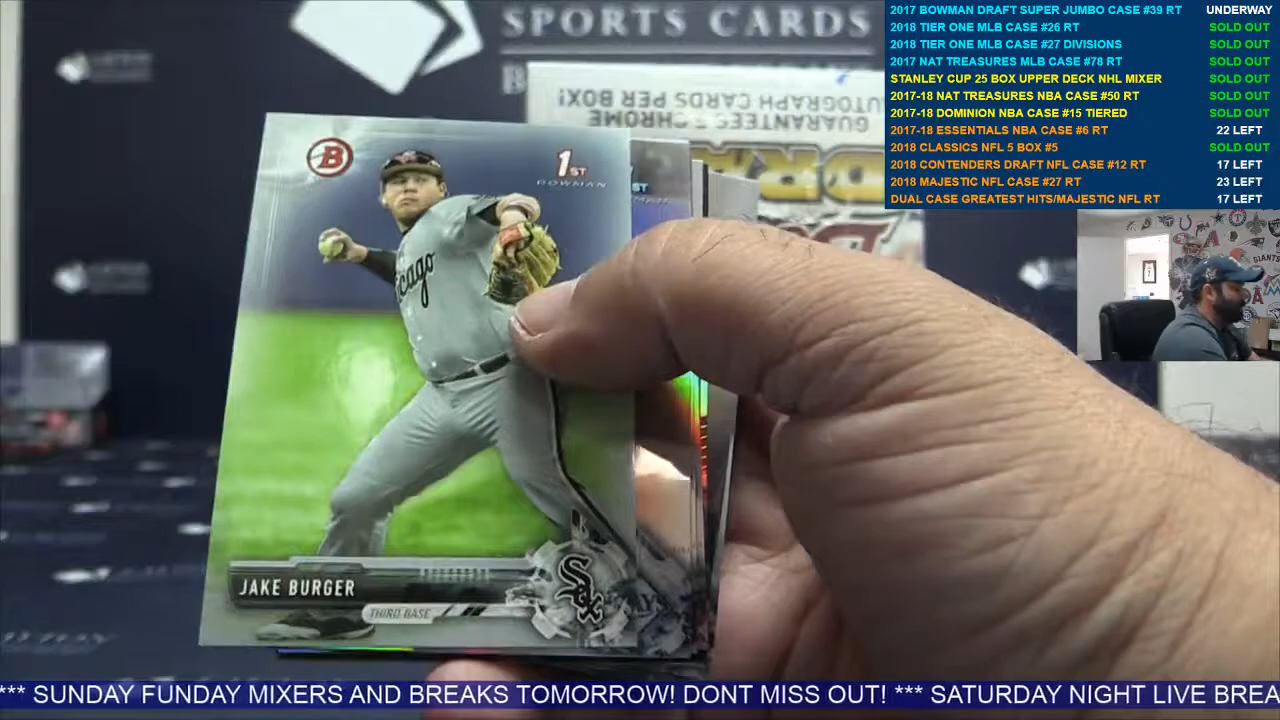 SPORTS CARDS
GUARANTEES 5 CHROME
AUTOGRAPH CARDS PER BOX!
B
1ST
BOWMAN
1ST
Chicago
JAKE BURGER
THIRD BASE
Sox
2017 BOWMAN DRAFT SUPER JUMBO CASE #39 RT UNDERWAY
2018 TIER ONE MLB CASE #26 RT SOLD OUT
2018 TIER ONE MLB CASE #27 DIVISIONS SOLD OUT
2017 NAT TREASURES MLB CASE #78 RT SOLD OUT
STANLEY CUP 25 BOX UPPER DECK NHL MIXER SOLD OUT
2017-18 NAT TREASURES NBA CASE #50 RT SOLD OUT
2017-18 DOMINION NBA CASE #15 TIERED SOLD OUT
2017-18 ESSENTIALS NBA CASE #6 RT 22 LEFT
2018 CLASSICS NFL 5 BOX #5 SOLD OUT
2018 CONTENDERS DRAFT NFL CASE #12 RT 17 LEFT
2018 MAJESTIC NFL CASE #27 RT 23 LEFT
DUAL CASE GREATEST HITS/MAJESTIC NFL RT 17 LEFT
GIANTS
*** SUNDAY FUNDAY MIXERS AND BREAKS TOMORROW! DONT MISS OUT! *** SATURDAY NIGHT LIVE BREA